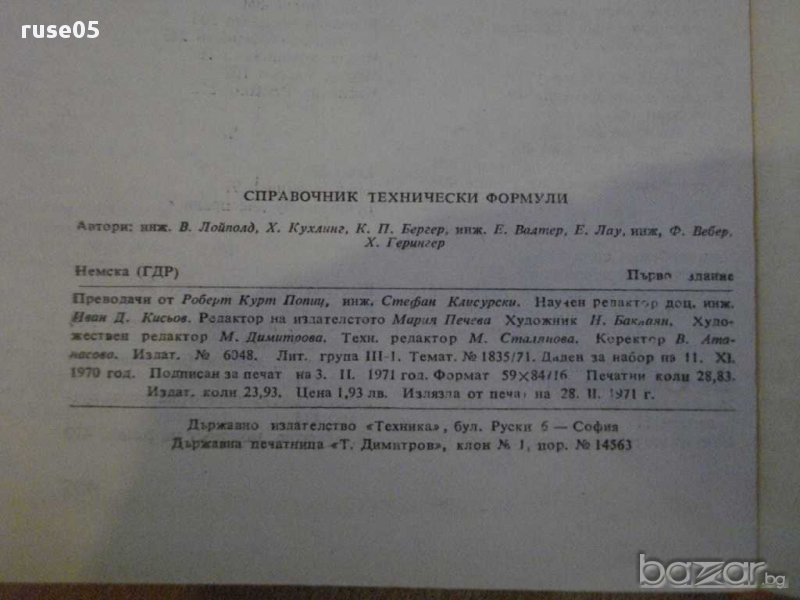 ruse05
СПРАВОЧНИК ТЕХНИЧЕСКИ ФОРМУЛИ
Автори: инж. В. Лойполд, Х. Кухлинг, К. П. Бергер, инж. Е. Валтер, Е. Лау, инж. Ф. Вебер,
Х. Герингер
Немска (ГДР)
Първо здание
Преводачи от Роберт Курт Попиц, инж. Стефан Клисурски. Научен редактор доц. инж.
Иван Д. Кисьов. Редактор на издателстото Мария Печева Художник И. Баклаян. Худо-
жествен редактор М. Димитрова. Техн. редактор М. Сталянова. Коректор В. Ата-
насова. Издат. № 6048. Лит. група III-1. Темат. № 1835/71. Даден за набор на 11. XI.
1970 год. Подписан за печат на 3. II. 1971 год. Формат 59×84/16 Печатни коли 28,83.
Издат. коли 23,93. Цена 1,93 лв. Излязла от печат на 28. II. 1971 г.
Държавно издателство «Техника», бул. Руски 6 — София
Държавна печатница «Т. Димитров», клон № 1, пор. № 14563
bazar.bg